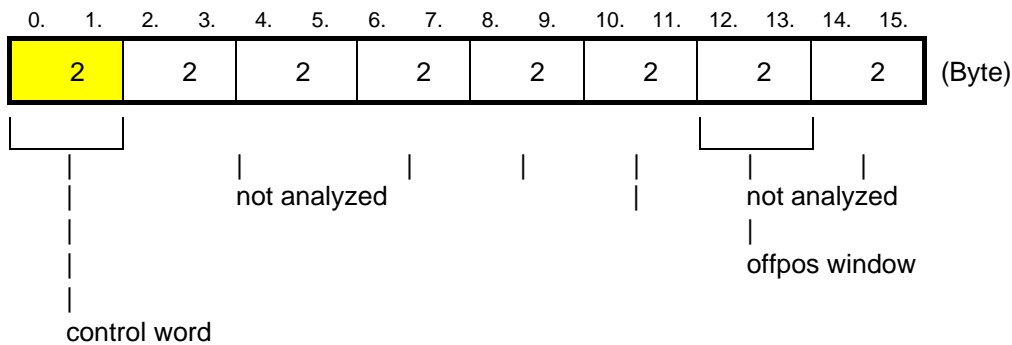 0. 1. 2. 3. 4. 5. 6. 7. 8. 9. 10. 11. 12. 13. 14. 15.
2 2 2 2 2 2 2 2 (Byte)
not analyzed not analyzed
offpos window
control word